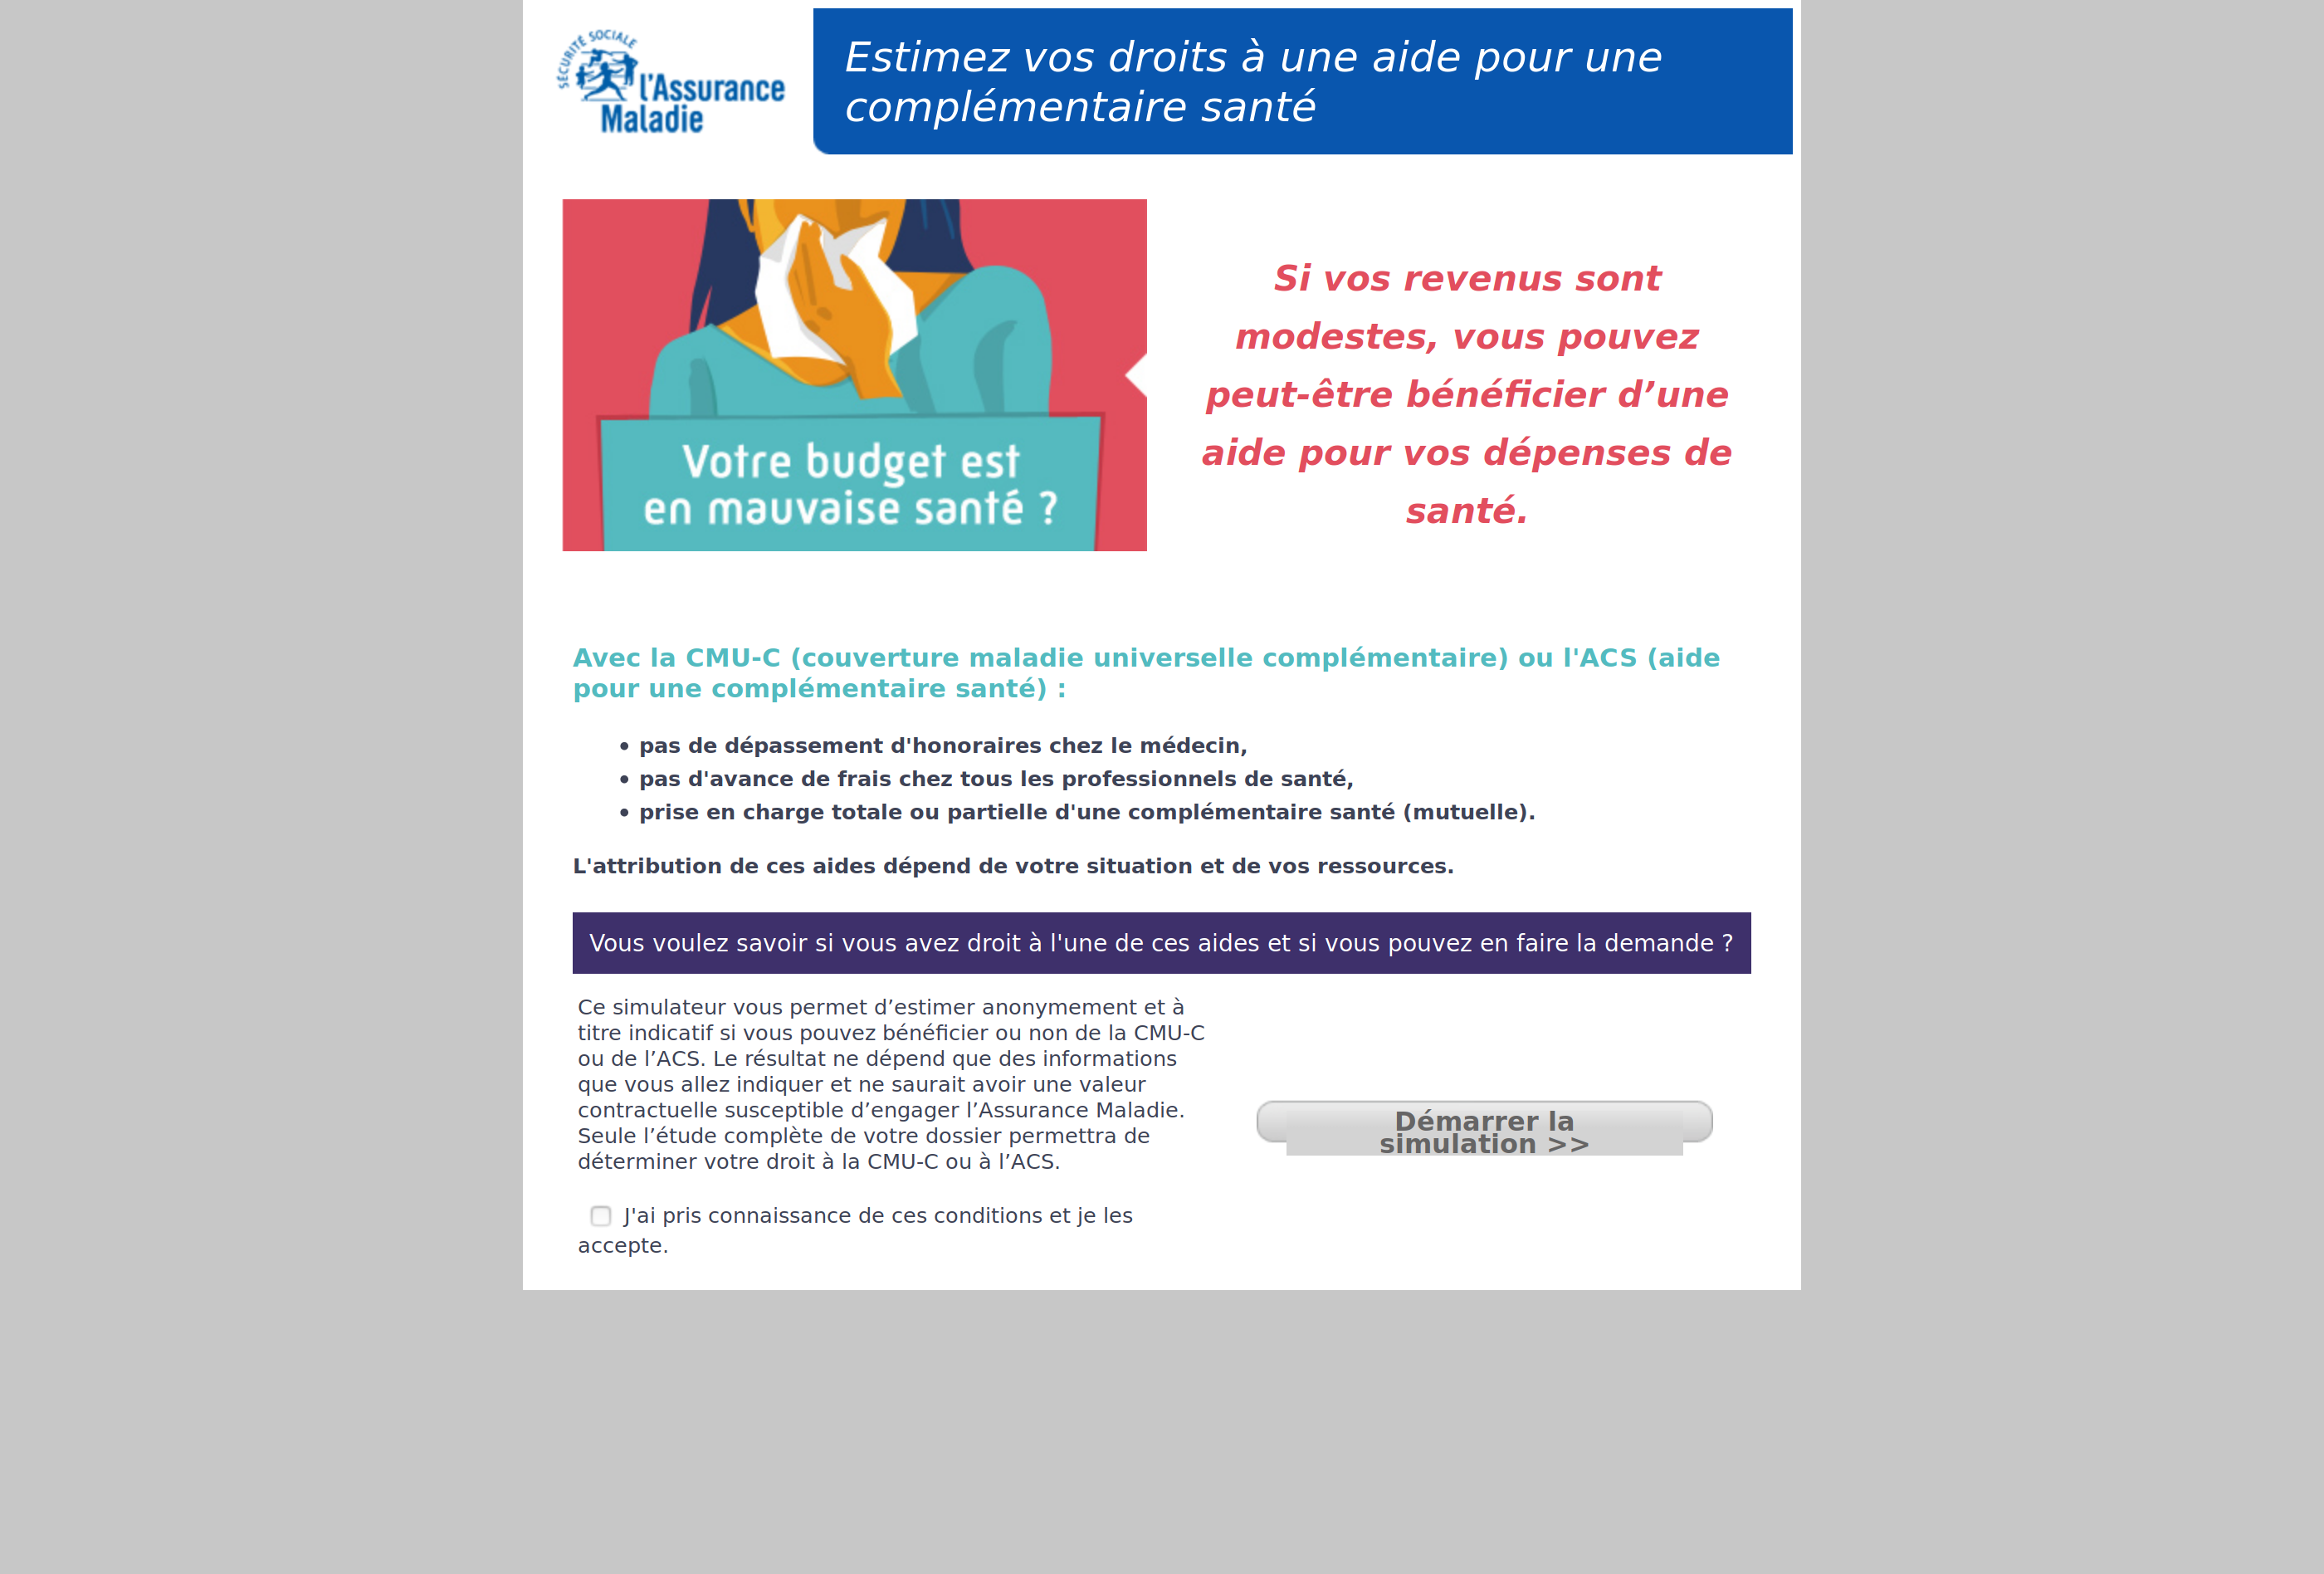 SÉCURITÉ SOCIALE
l'Assurance
Maladie
Estimez vos droits à une aide pour une
complémentaire santé
Votre budget est
en mauvaise santé ?
Si vos revenus sont
modestes, vous pouvez
peut-être bénéficier d’une
aide pour vos dépenses de
santé.
Avec la CMU-C (couverture maladie universelle complémentaire) ou l'ACS (aide
pour une complémentaire santé) :
• pas de dépassement d'honoraires chez le médecin,
• pas d'avance de frais chez tous les professionnels de santé,
• prise en charge totale ou partielle d'une complémentaire santé (mutuelle).
L'attribution de ces aides dépend de votre situation et de vos ressources.
Vous voulez savoir si vous avez droit à l'une de ces aides et si vous pouvez en faire la demande ?
Ce simulateur vous permet d’estimer anonymement et à
titre indicatif si vous pouvez bénéficier ou non de la CMU-C
ou de l’ACS. Le résultat ne dépend que des informations
que vous allez indiquer et ne saurait avoir une valeur
contractuelle susceptible d’engager l’Assurance Maladie.
Seule l’étude complète de votre dossier permettra de
déterminer votre droit à la CMU-C ou à l’ACS.
J'ai pris connaissance de ces conditions et je les
accepte.
Démarrer la
simulation >>